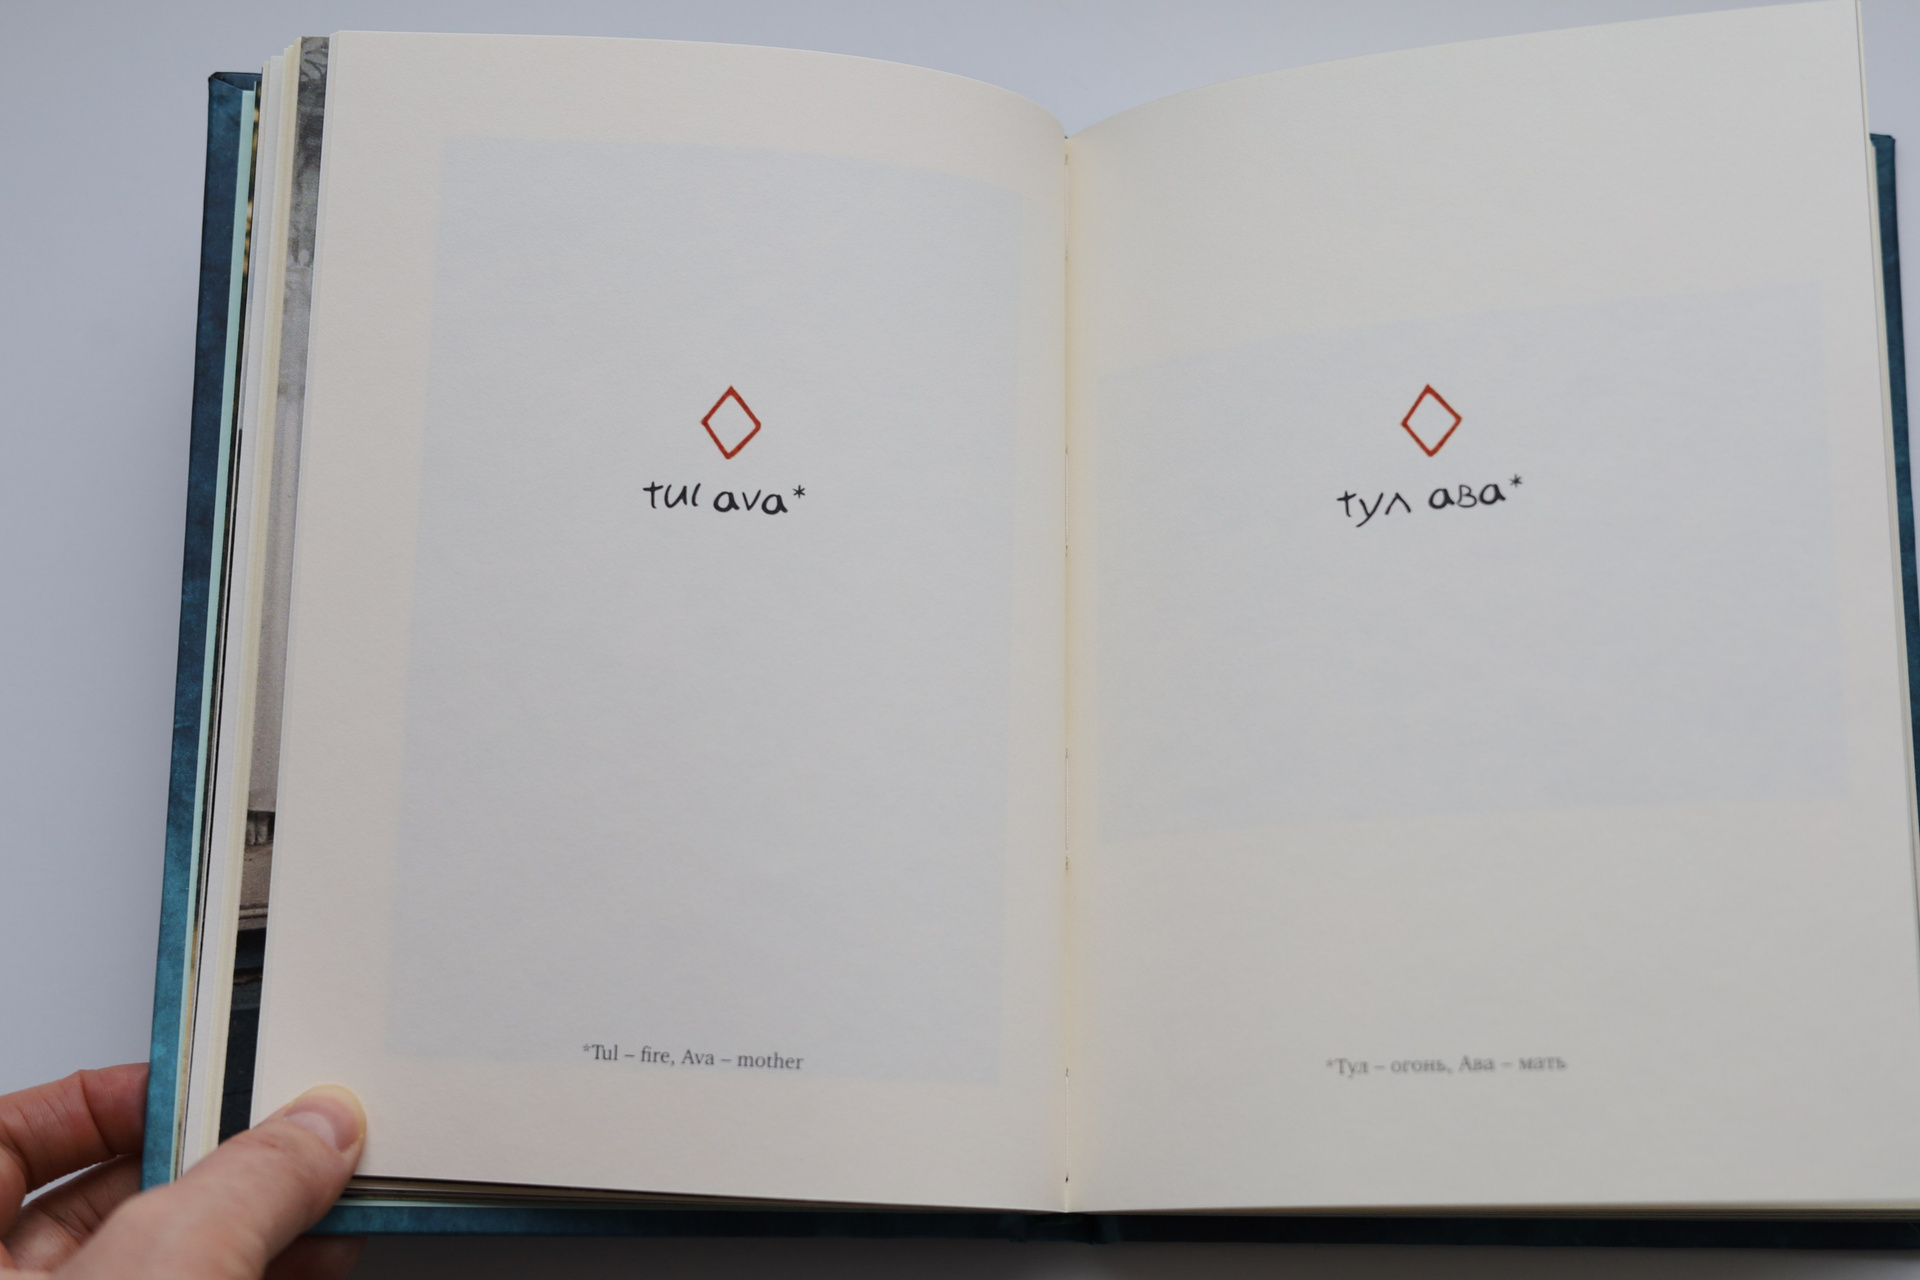 tul ava*
*Tul – fire, Ava – mother
тул ава*
*Тул – огонь, Ава – мать